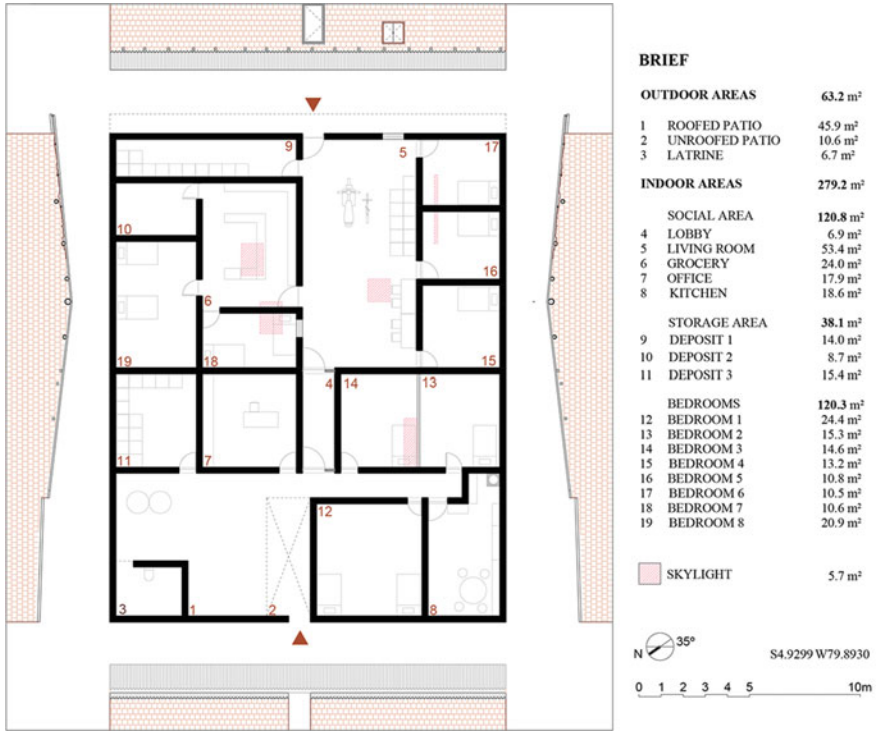 9
5
17
10
6
16
18
19
15
4
14
13
11
7
12
3
1
2
8
BRIEF
OUTDOOR AREAS 63.2 m²
1 ROOFED PATIO 45.9 m²
2 UNROOFED PATIO 10.6 m²
3 LATRINE 6.7 m²
INDOOR AREAS 279.2 m²
SOCIAL AREA 120.8 m²
4 LOBBY 6.9 m²
5 LIVING ROOM 53.4 m²
6 GROCERY 24.0 m²
7 OFFICE 17.9 m²
8 KITCHEN 18.6 m²
STORAGE AREA 38.1 m²
9 DEPOSIT 1 14.0 m²
10 DEPOSIT 2 8.7 m²
11 DEPOSIT 3 15.4 m²
BEDROOMS 120.3 m²
12 BEDROOM 1 24.4 m²
13 BEDROOM 2 15.3 m²
14 BEDROOM 3 14.6 m²
15 BEDROOM 4 13.2 m²
16 BEDROOM 5 10.8 m²
17 BEDROOM 6 10.5 m²
18 BEDROOM 7 10.6 m²
19 BEDROOM 8 20.9 m²
SKYLIGHT 5.7 m²
N 35º S4.9299 W79.8930
0 1 2 3 4 5 10m